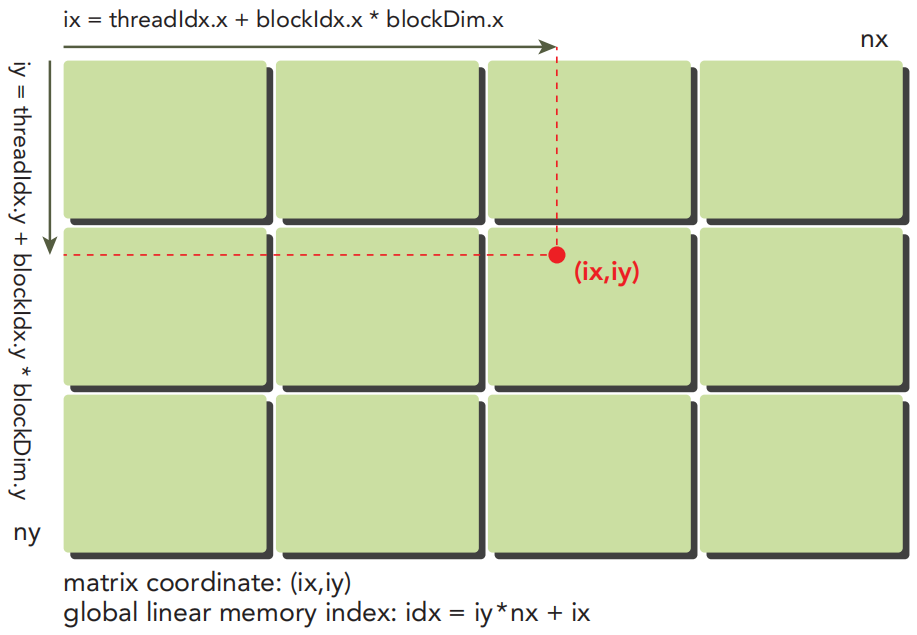 ix = threadIdx.x + blockIdx.x * blockDim.x
nx
iy = threadIdx.y + blockIdx.y * blockDim.y
(ix,iy)
ny
matrix coordinate: (ix,iy)
global linear memory index: idx = iy*nx + ix